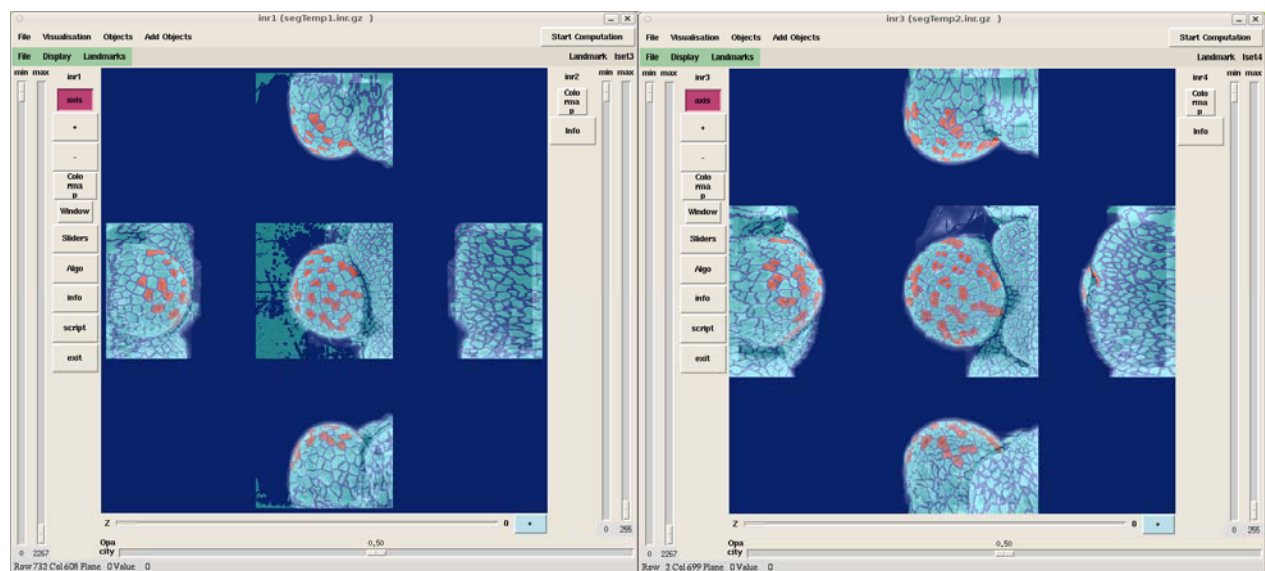 inr1 (segTemp1.inr.gz )
File Visualisation Objects Add Objects Start Computation
File Display Landmarks Landmark lset3
min max inr1 inr2 min max
axis
Colo
rma
p
+
Info
-
Colo
rma
p
Window
Sliders
Algo
info
script
exit
Z 0 +
0 2267 0 255
Opa
city 0.50
Row 732 Col 608 Plane 0 Value 0
inr3 (segTemp2.inr.gz )
File Visualisation Objects Add Objects Start Computation
File Display Landmarks Landmark lset4
min max inr3 inr4 min max
axis
Colo
rma
p
+
Info
-
Colo
rma
p
Window
Sliders
Algo
info
script
exit
Z 0 +
0 2267 0 255
Opa
city 0.50
Row 2 Col 699 Plane 0 Value 0